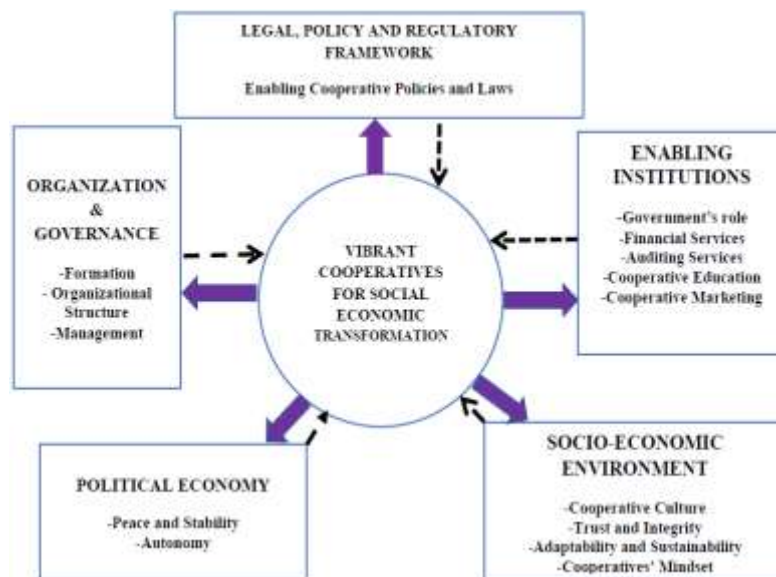 LEGAL, POLICY AND REGULATORY
FRAMEWORK
Enabling Cooperative Policies and Laws
ORGANIZATION
&
GOVERNANCE
-Formation
- Organizational
Structure
-Management
VIBRANT
COOPERATIVES
FOR SOCIAL
ECONOMIC
TRANSFORMATION
ENABLING
INSTITUTIONS
-Government's role
-Financial Services
-Auditing Services
-Cooperative Education
-Cooperative Marketing
POLITICAL ECONOMY
-Peace and Stability
-Autonomy
SOCIO-ECONOMIC
ENVIRONMENT
-Cooperative Culture
-Trust and Integrity
-Adaptability and Sustainability
-Cooperatives' Mindset